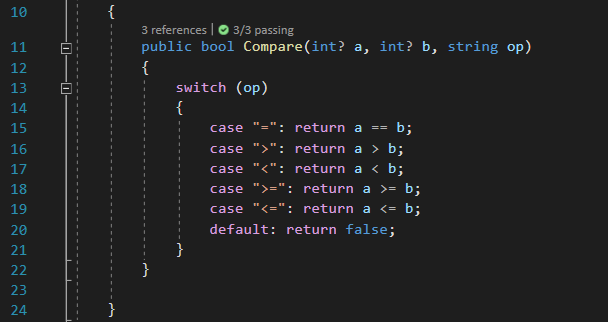 10 {
3 references | 3/3 passing
11 public bool Compare(int? a, int? b, string op)
12 {
13 switch (op)
14 {
15 case "=": return a == b;
16 case ">": return a > b;
17 case "<": return a < b;
18 case ">=": return a >= b;
19 case "<=": return a <= b;
20 default: return false;
21 }
22 }
23
24 }